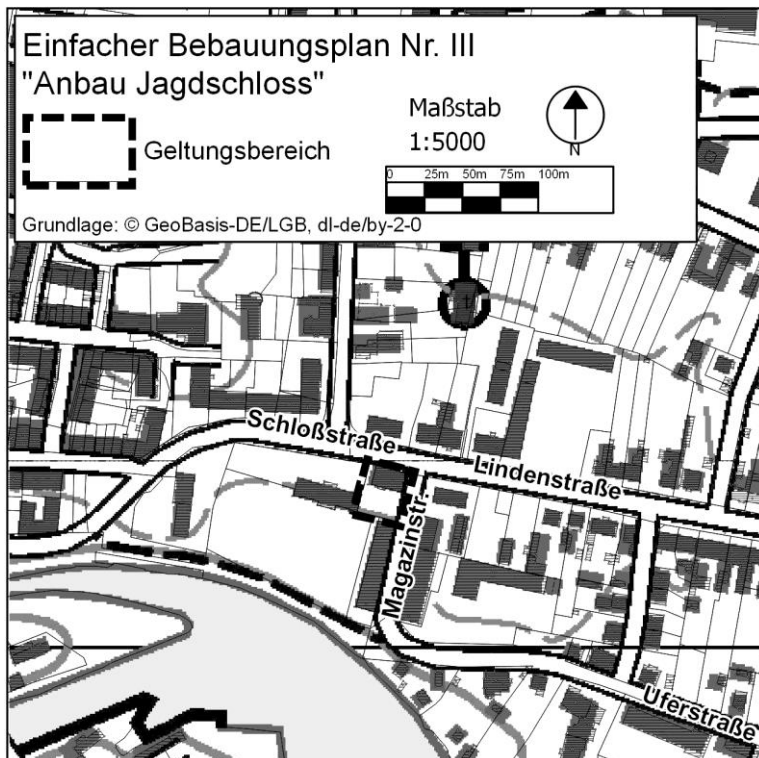 Einfacher Bebauungsplan Nr. III
"Anbau Jagdschloss"
Geltungsbereich
Maßstab
1:5000
N
0 25m 50m 75m 100m
Grundlage: © GeoBasis-DE/LGB, dl-de/by-2-0
Schloßstraße
Lindenstraße
Magazinstr.
Uferstraße